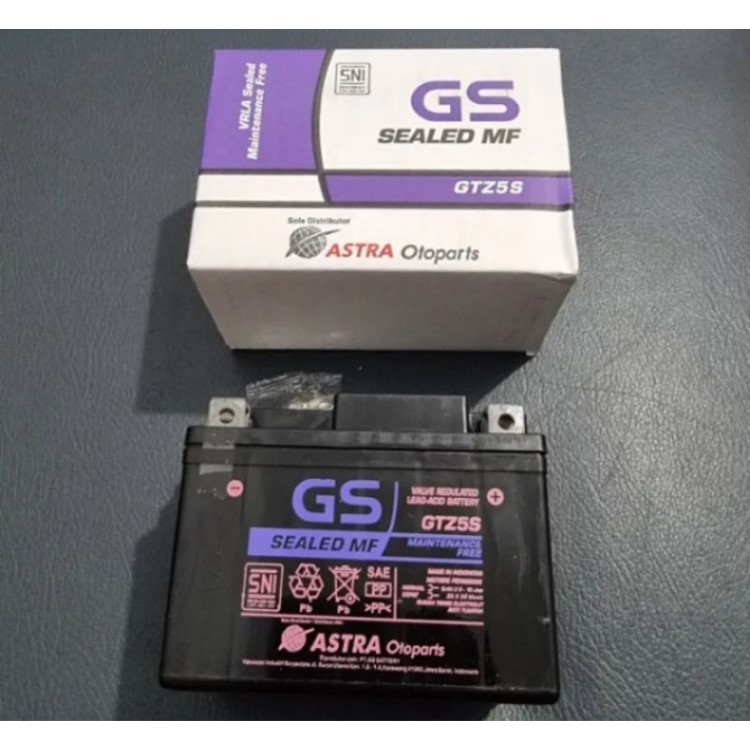 VRLA Sealed
Maintenance Free
SNI
GS
SEALED MF
GTZ5S
Sole Distributor
ASTRA Otoparts
GS
SEALED MF
VALVE REGULATED
LEAD-ACID BATTERY
GTZ5S
MAINTENANCE
FREE
SNI
Pb
Pb
SAE
PP
>PP<
MADE IN INDONESIA
ASTRA Otoparts